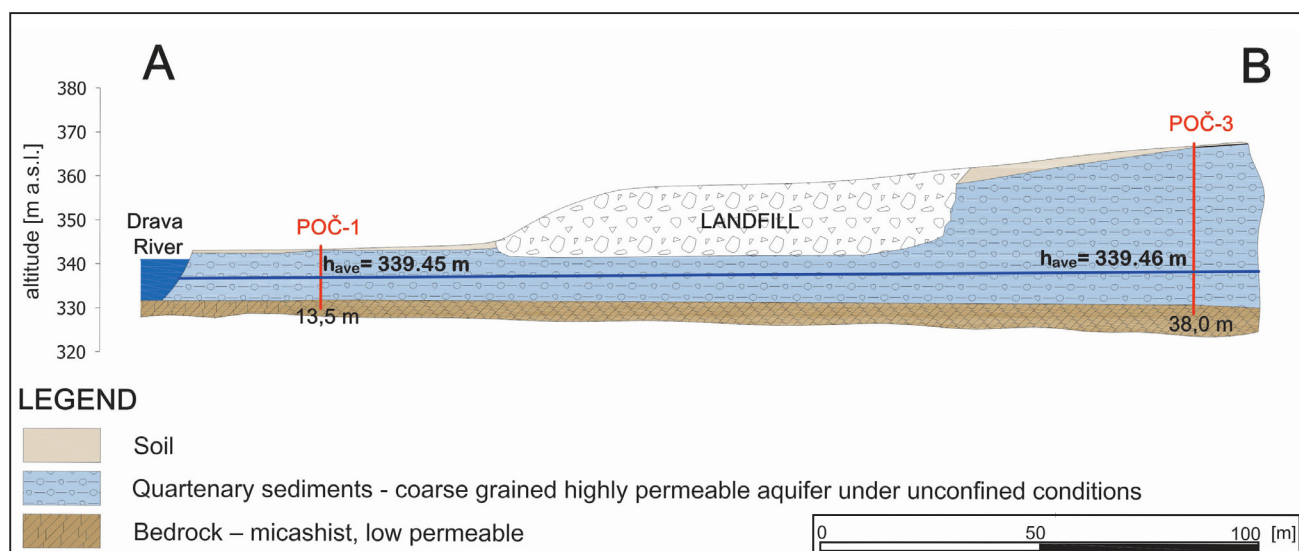 A
B
380
370
360
350
340
330
320
altitude [m a.s.l.]
Drava
River
POČ-1
POČ-3
LANDFILL
have= 339.45 m
have= 339.46 m
13,5 m
38,0 m
LEGEND
Soil
Quartenary sediments - coarse grained highly permeable aquifer under unconfined conditions
Bedrock – micashist, low permeable
0 50 100 [m]